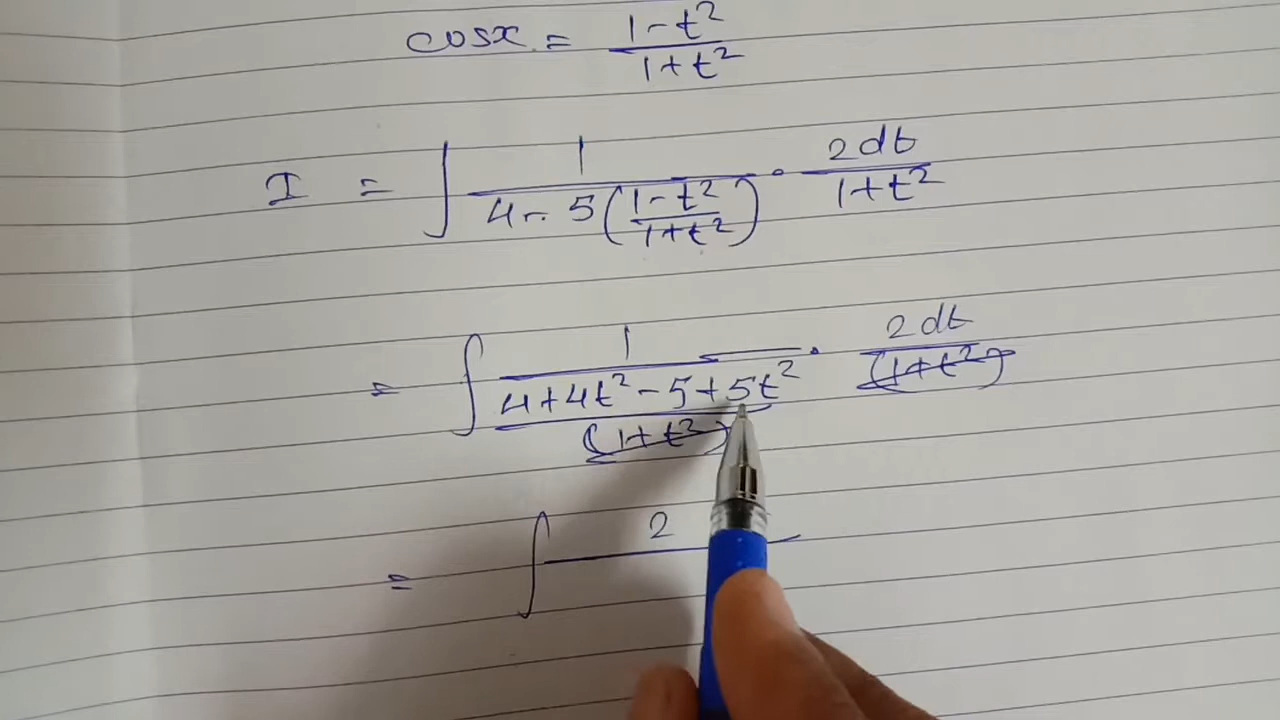 cosx = 1-t²/1+t²
I = ∫ 1/4-5(1-t²/1+t²) · 2dt/1+t²
= ∫ 1/4+4t²-5+5t²/(1+t²) · 2dt/(1+t²)
= ∫ 2